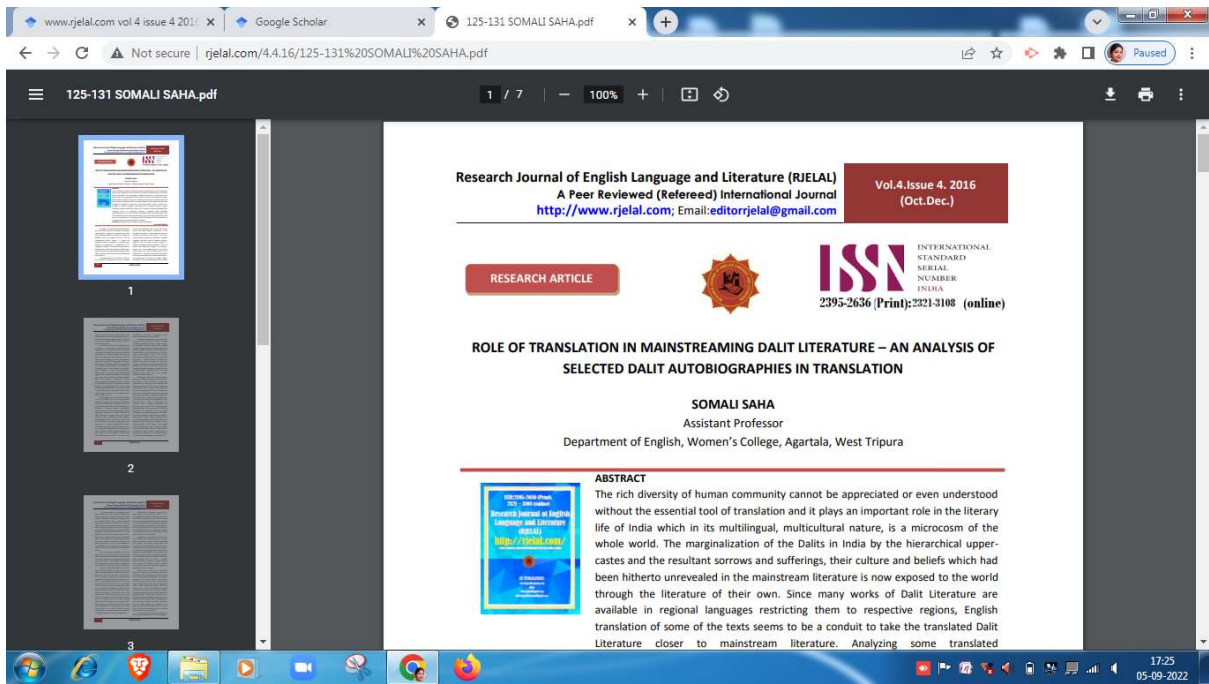 www.rjelal.com vol 4 issue 4 201
Google Scholar
125-131 SOMALI SAHA.pdf
Not secure | rjelal.com/4.4.16/125-131%20SOMALI%20SAHA.pdf
Paused
125-131 SOMALI SAHA.pdf
1 / 7
100%
Research Journal of English Language and Literature (RJELAL)
A Peer Reviewed (Refereed) International Journal
http://www.rjelal.com; Email:editorrjelal@gmail.com
Vol.4.Issue 4. 2016
(Oct.Dec.)
RESEARCH ARTICLE
ISSN
INTERNATIONAL
STANDARD
SERIAL
NUMBER
INDIA
2395-2636 (Print):2321-3108 (online)
ROLE OF TRANSLATION IN MAINSTREAMING DALIT LITERATURE – AN ANALYSIS OF
SELECTED DALIT AUTOBIOGRAPHIES IN TRANSLATION
SOMALI SAHA
Assistant Professor
Department of English, Women's College, Agartala, West Tripura
ABSTRACT
The rich diversity of human community cannot be appreciated or even understood
without the essential tool of translation and it plays an important role in the literary
life of India which in its multilingual, multicultural nature, is a microcosm of the
whole world. The marginalization of the Dalits in India by the hierarchical upper-
castes and the resultant sorrows and sufferings, their culture and beliefs which had
been hitherto unrevealed in the mainstream literature is now exposed to the world
through the literature of their own. Since many works of Dalit Literature are
available in regional languages restricting them to respective regions, English
translation of some of the texts seems to be a conduit to take the translated Dalit
Literature closer to mainstream literature. Analyzing some translated
Research Journal of English
Language and Literature
(RJELAL)
http://rjelal.com/
1
2
3
17:25
05-09-2022